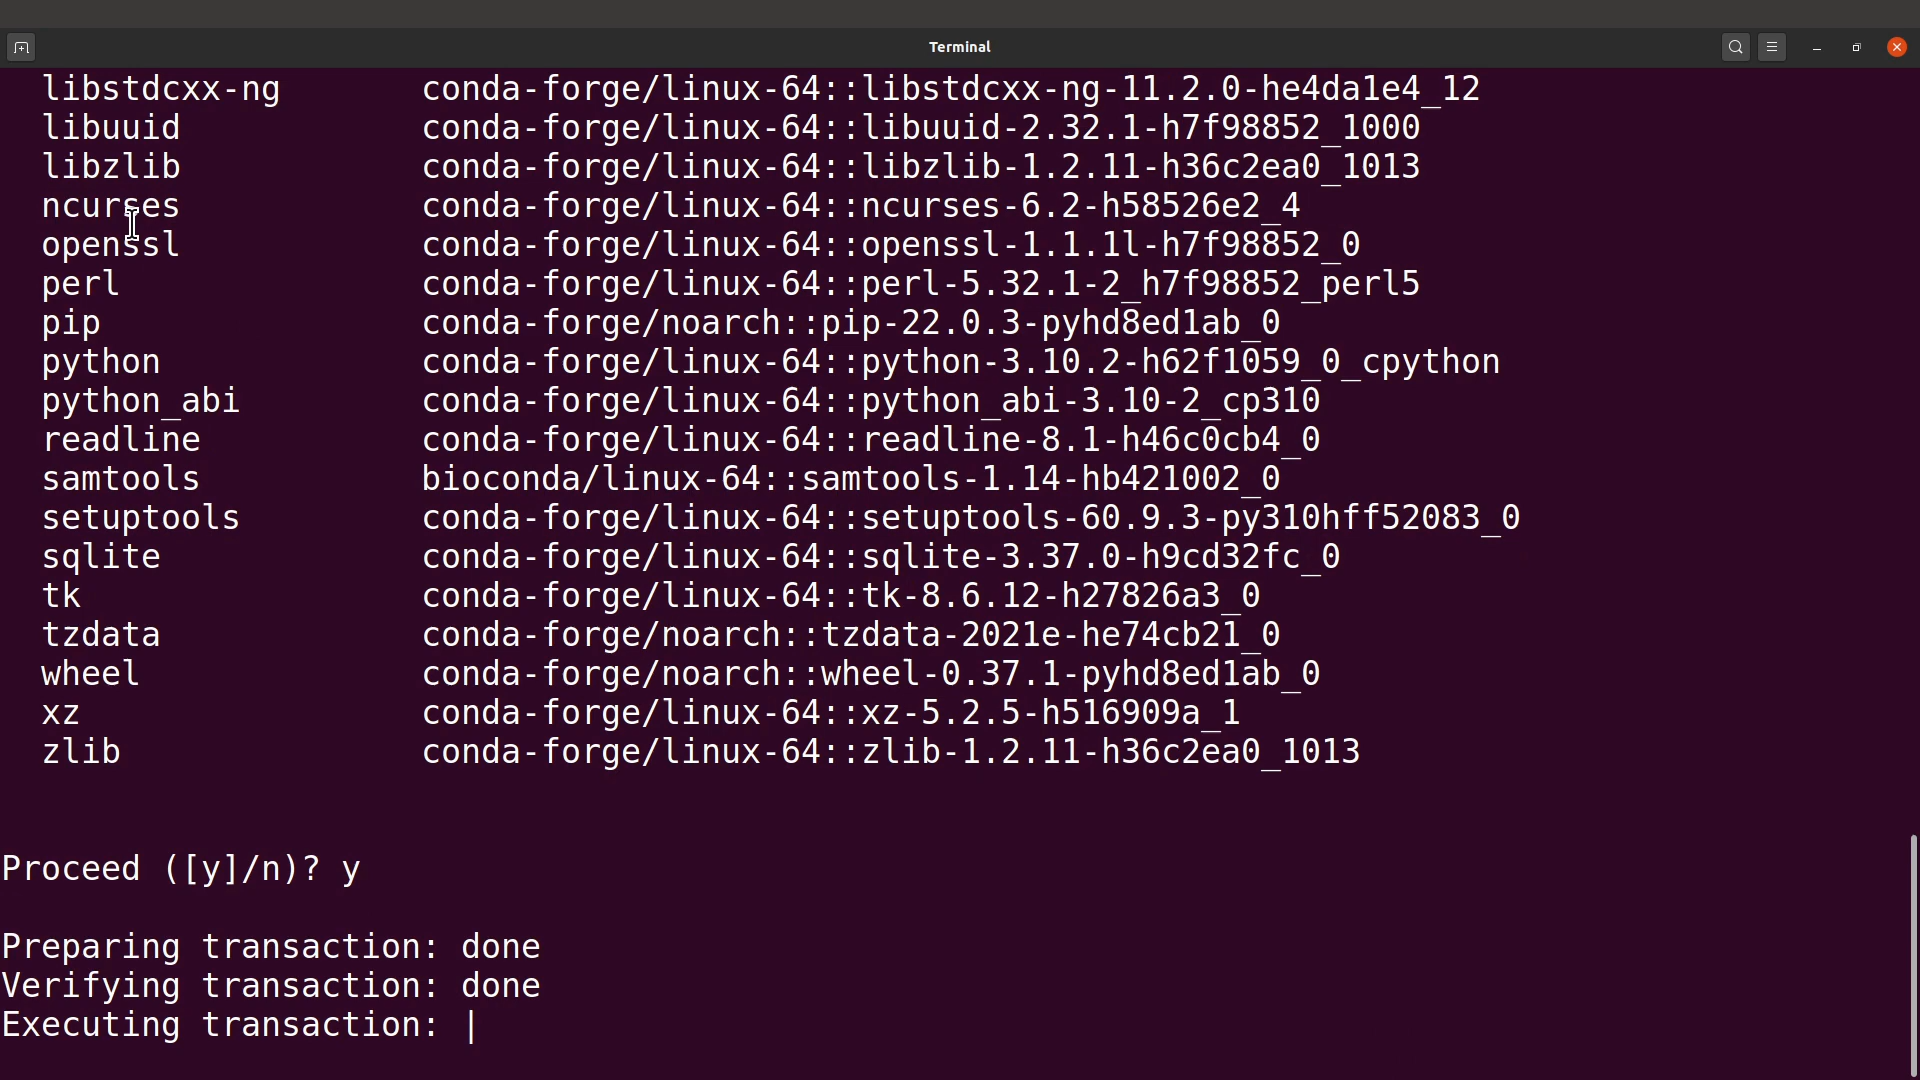 Terminal
libstdcxx-ng conda-forge/linux-64::libstdcxx-ng-11.2.0-he4da1e4_12
libuuid conda-forge/linux-64::libuuid-2.32.1-h7f98852_1000
libzlib conda-forge/linux-64::libzlib-1.2.11-h36c2ea0_1013
ncurses conda-forge/linux-64::ncurses-6.2-h58526e2_4
openssl conda-forge/linux-64::openssl-1.1.1l-h7f98852_0
perl conda-forge/linux-64::perl-5.32.1-2_h7f98852_perl5
pip conda-forge/noarch::pip-22.0.3-pyhd8ed1ab_0
python conda-forge/linux-64::python-3.10.2-h62f1059_0_cpython
python_abi conda-forge/linux-64::python_abi-3.10-2_cp310
readline conda-forge/linux-64::readline-8.1-h46c0cb4_0
samtools bioconda/linux-64::samtools-1.14-hb421002_0
setuptools conda-forge/linux-64::setuptools-60.9.3-py310hff52083_0
sqlite conda-forge/linux-64::sqlite-3.37.0-h9cd32fc_0
tk conda-forge/linux-64::tk-8.6.12-h27826a3_0
tzdata conda-forge/noarch::tzdata-2021e-he74cb21_0
wheel conda-forge/noarch::wheel-0.37.1-pyhd8ed1ab_0
xz conda-forge/linux-64::xz-5.2.5-h516909a_1
zlib conda-forge/linux-64::zlib-1.2.11-h36c2ea0_1013
Proceed ([y]/n)? y
Preparing transaction: done
Verifying transaction: done
Executing transaction: |